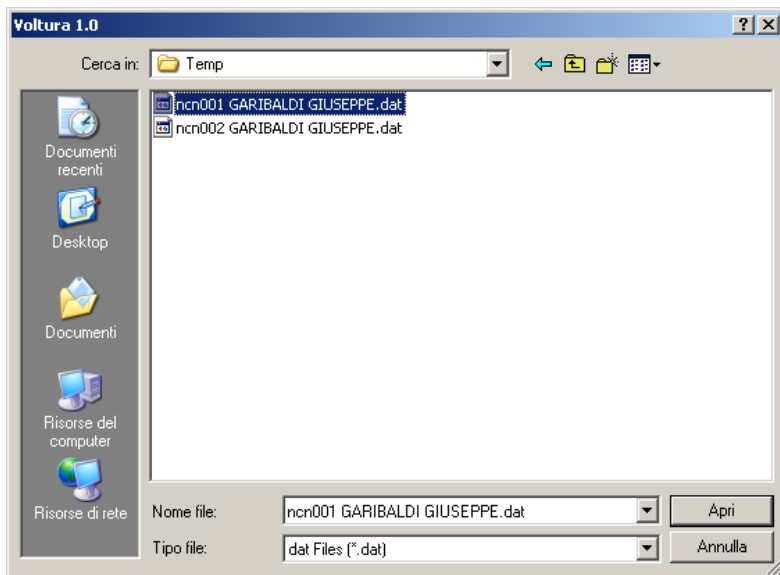 Voltura 1.0
Cerca in: Temp
ncn001 GARIBALDI GIUSEPPE.dat
ncn002 GARIBALDI GIUSEPPE.dat
Documenti
recenti
Desktop
Documenti
Risorse del
computer
Risorse di rete
Nome file: ncn001 GARIBALDI GIUSEPPE.dat Apri
Tipo file: dat Files (*.dat) Annulla